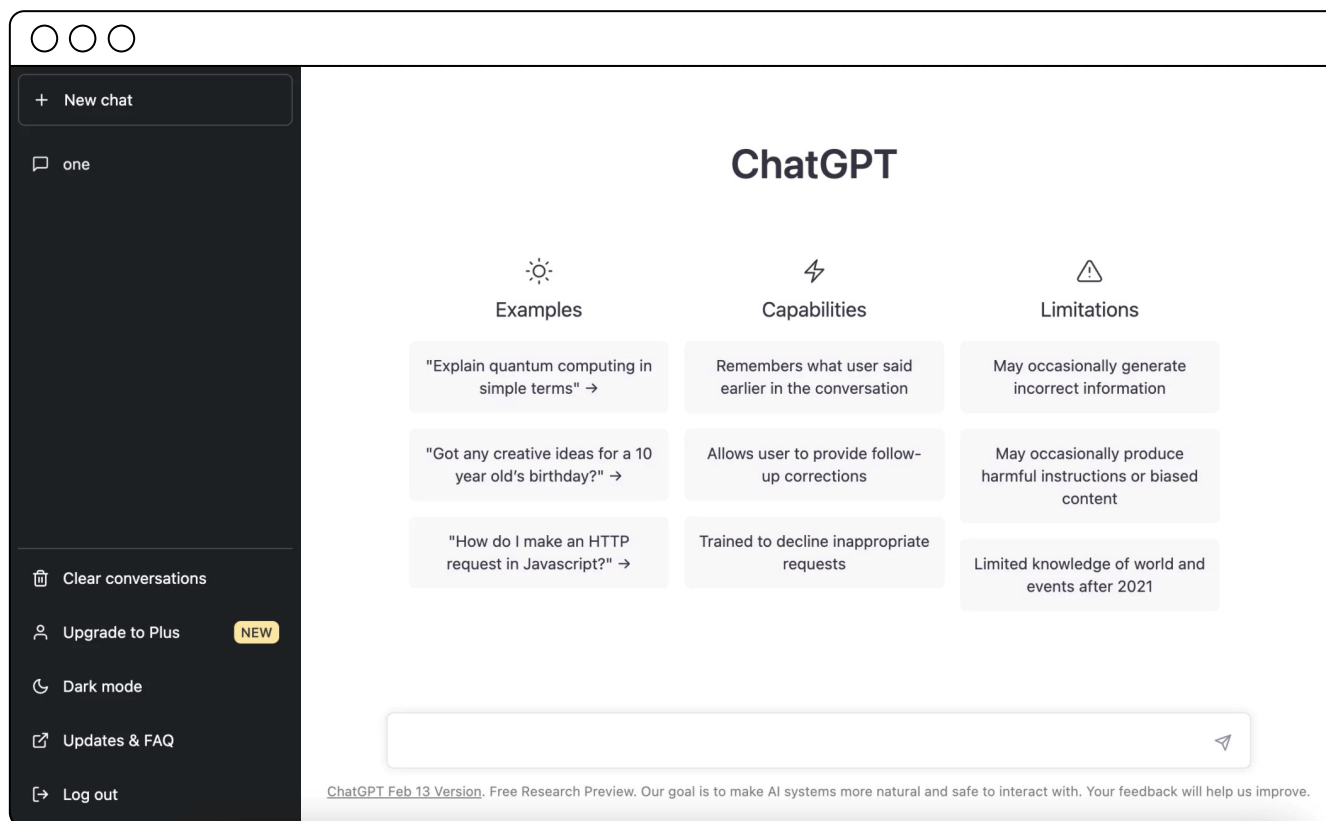 New chat
one
Clear conversations
Upgrade to Plus NEW
Dark mode
Updates & FAQ
Log out
ChatGPT
Examples
"Explain quantum computing in
simple terms" →
"Got any creative ideas for a 10
year old's birthday?" →
"How do I make an HTTP
request in Javascript?" →
Capabilities
Remembers what user said
earlier in the conversation
Allows user to provide follow-
up corrections
Trained to decline inappropriate
requests
Limitations
May occasionally generate
incorrect information
May occasionally produce
harmful instructions or biased
content
Limited knowledge of world and
events after 2021
ChatGPT Feb 13 Version. Free Research Preview. Our goal is to make AI systems more natural and safe to interact with. Your feedback will help us improve.